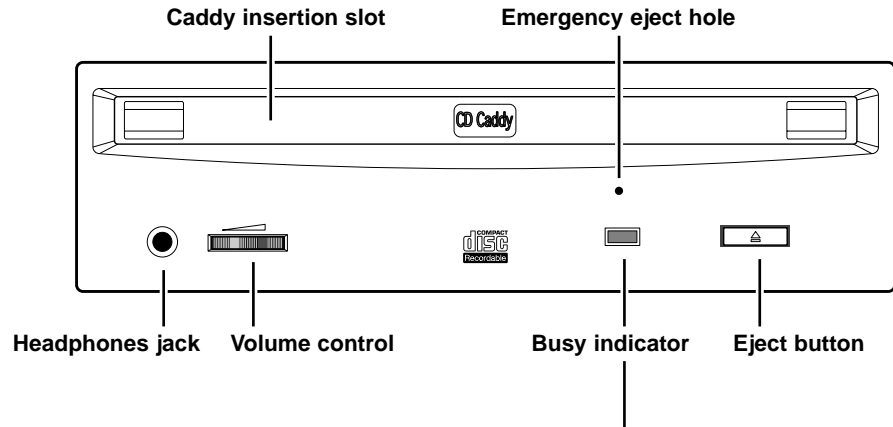 Caddy insertion slot
Emergency eject hole
CD Caddy
COMPACT
disc
Recordable
Headphones jack
Volume control
Busy indicator
Eject button